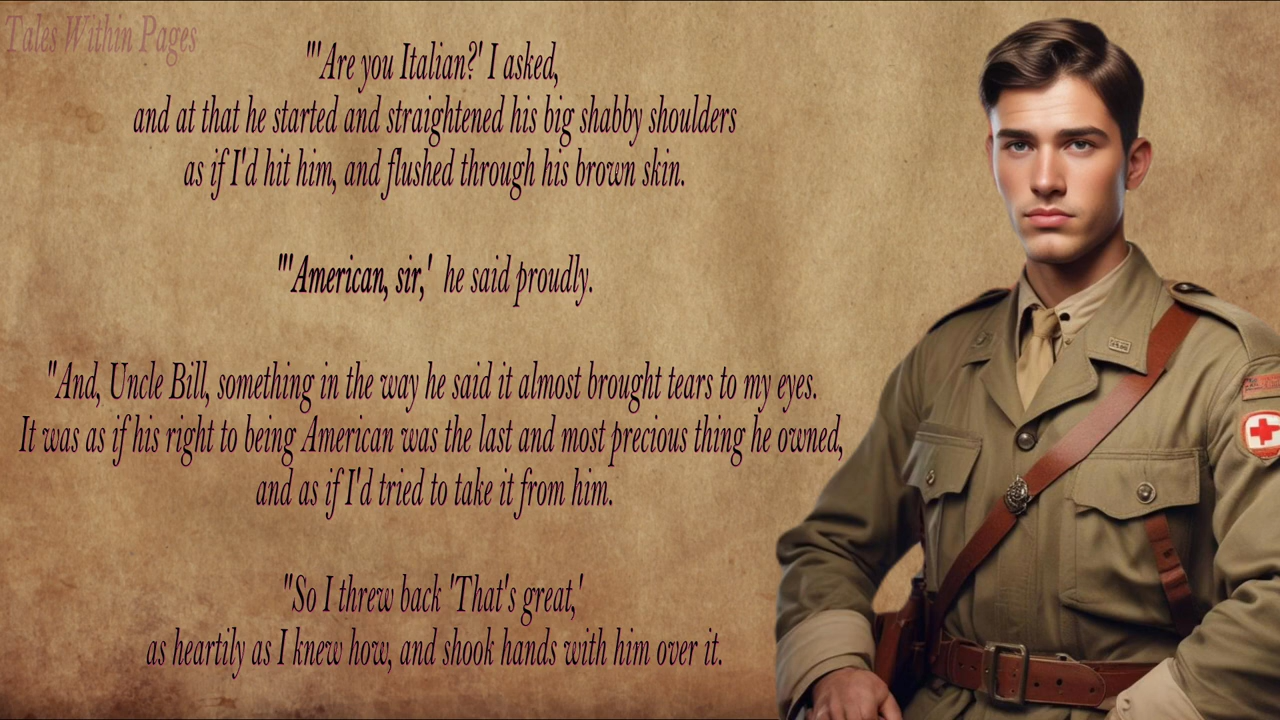 Tales Within Pages
"'Are you Italian?' I asked,
and at that he started and straightened his big shabby shoulders
as if I'd hit him, and flushed through his brown skin.
"'American, sir,' he said proudly.
"And, Uncle Bill, something in the way he said it almost brought tears to my eyes.
It was as if his right to being American was the last and most precious thing he owned,
and as if I'd tried to take it from him.
"So I threw back 'That's great,'
as heartily as I knew how, and shook hands with him over it.